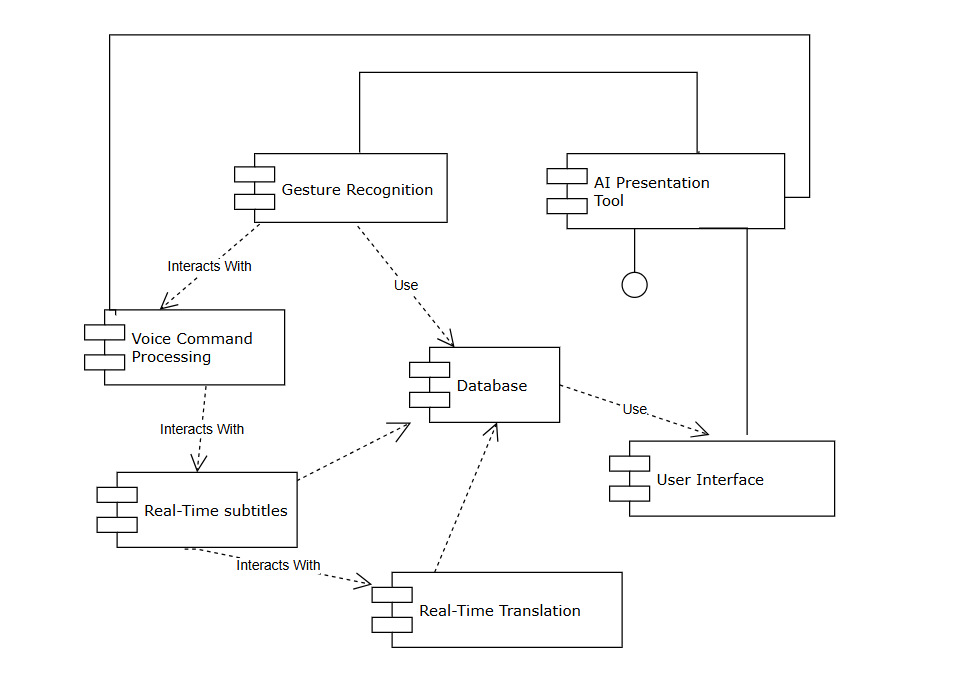 Gesture Recognition
AI Presentation
Tool
Interacts With
Use
Voice Command
Processing
Database
Use
Interacts With
User Interface
Real-Time subtitles
Interacts With
Real-Time Translation